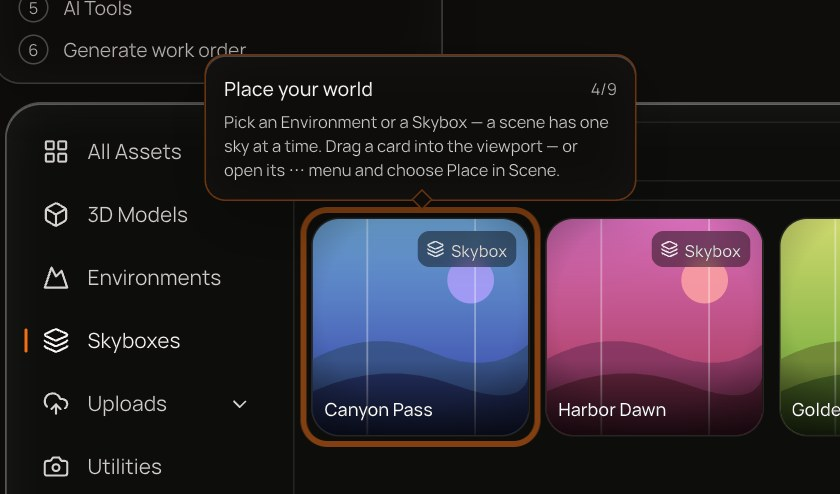 5 AI Tools
6 Generate work order
Place your world 4/9
Pick an Environment or a Skybox — a scene has one
sky at a time. Drag a card into the viewport — or
open its ··· menu and choose Place in Scene.
All Assets
3D Models
Environments
Skyboxes
Uploads
Utilities
Skybox
Canyon Pass
Skybox
Harbor Dawn
Golde